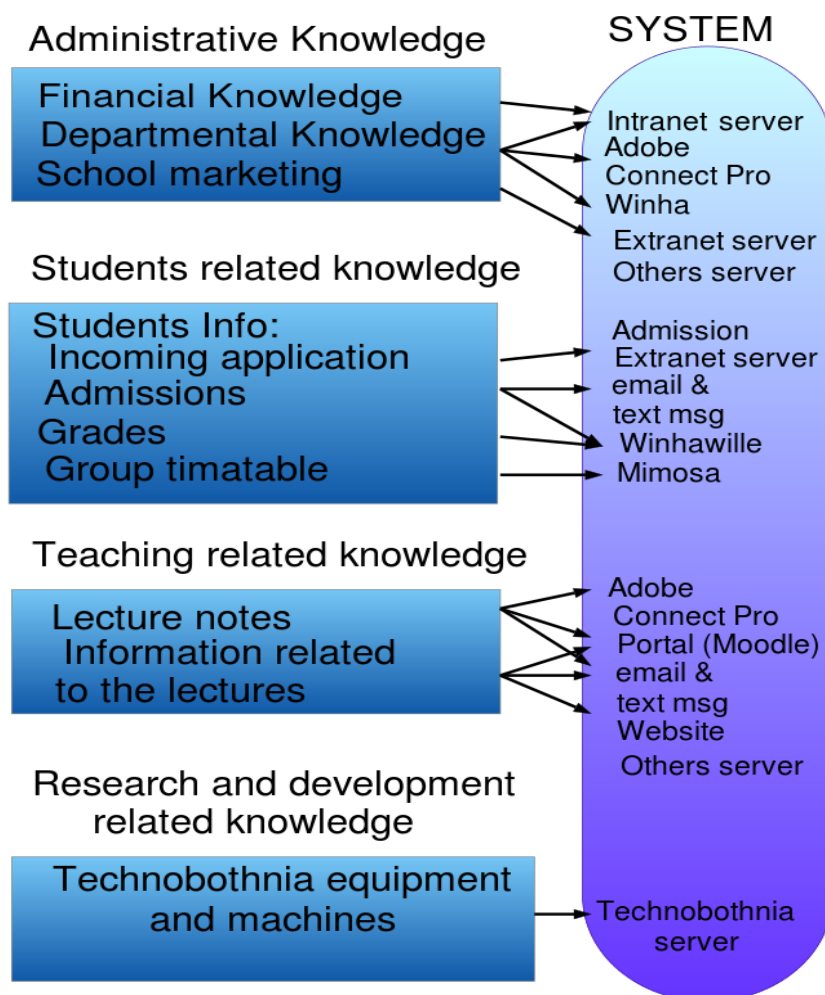 Administrative Knowledge
Financial Knowledge
Departmental Knowledge
School marketing
Students related knowledge
Students Info:
Incoming application
Admissions
Grades
Group timatable
Teaching related knowledge
Lecture notes
Information related
to the lectures
Research and development
related knowledge
Technobothnia equipment
and machines
SYSTEM
Intranet server
Adobe
Connect Pro
Winha
Extranet server
Others server
Admission
Extranet server
email &
text msg
Winhawille
Mimosa
Adobe
Connect Pro
Portal (Moodle)
email &
text msg
Website
Others server
Technobothnia
server